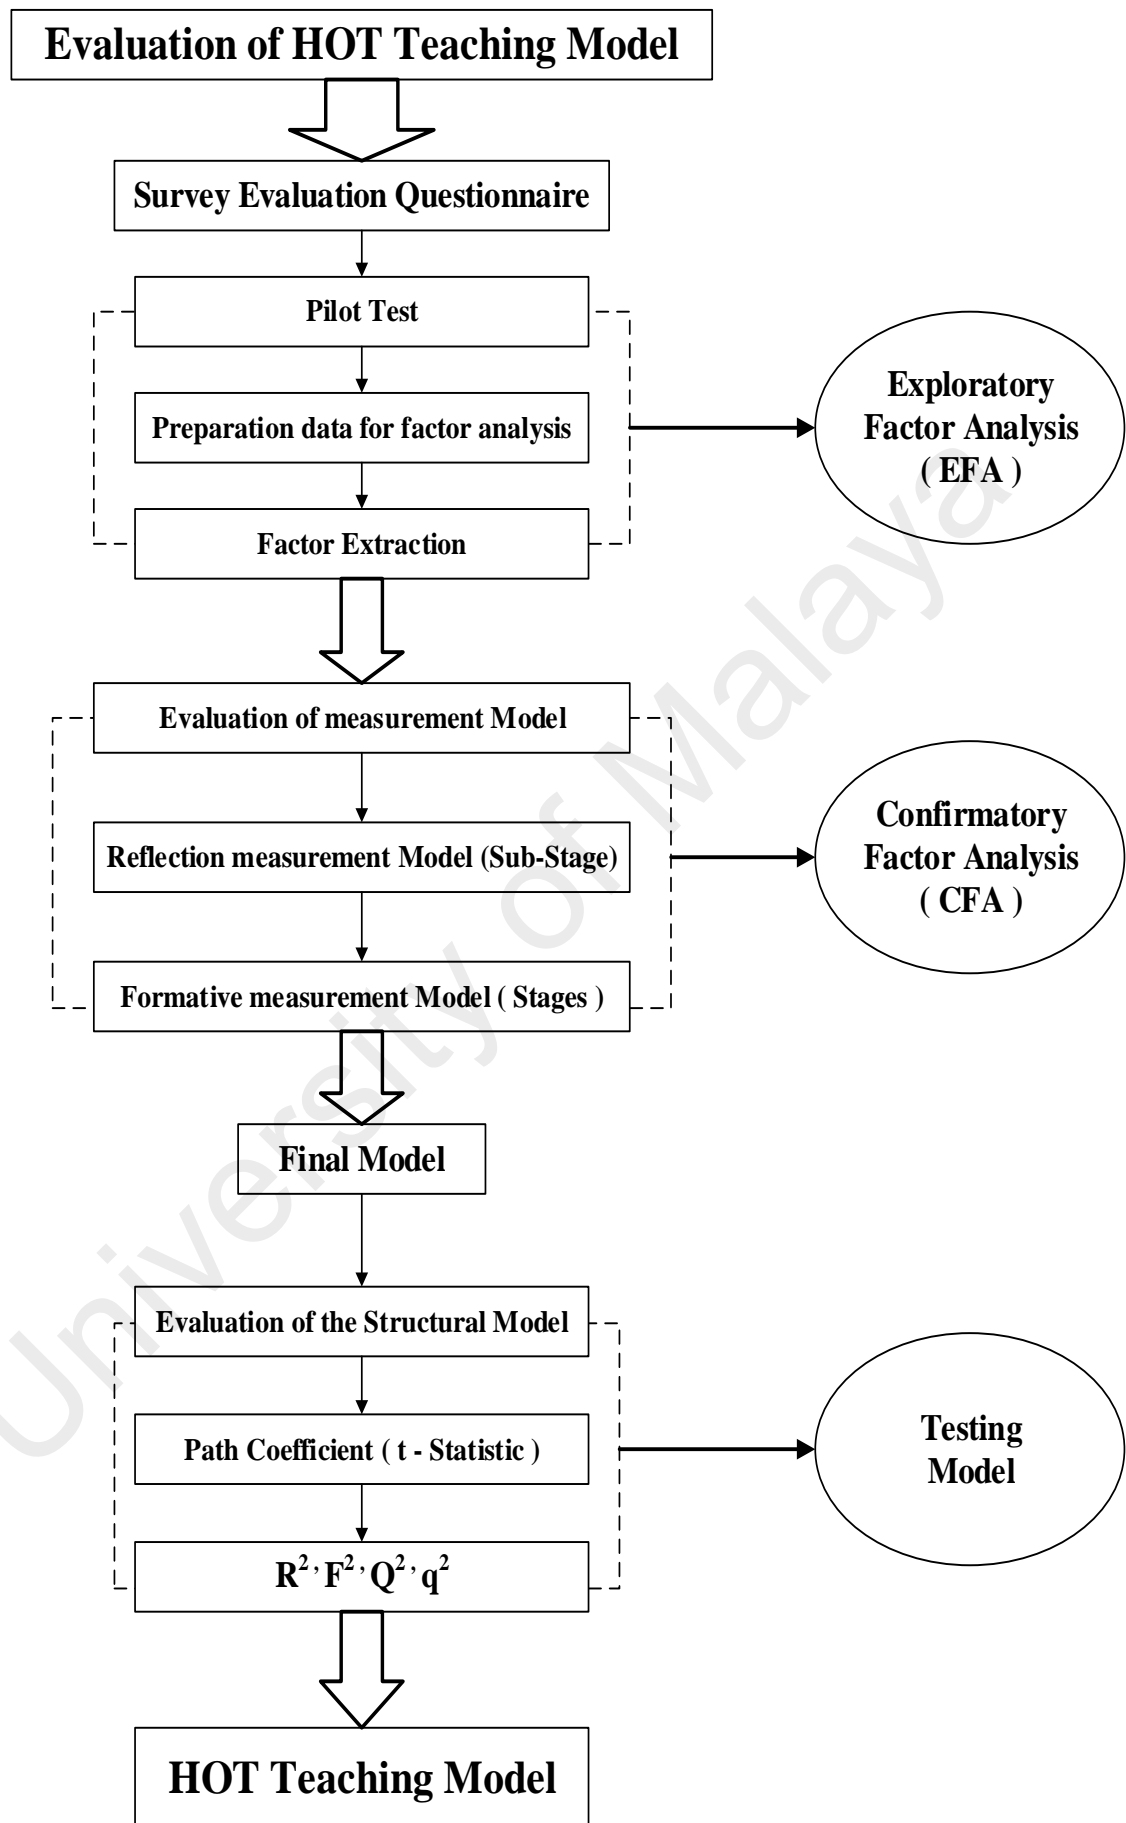 Evaluation of HOT Teaching Model
Survey Evaluation Questionnaire
Pilot Test
Preparation data for factor analysis
Factor Extraction
Exploratory
Factor Analysis
( EFA )
Evaluation of measurement Model
Reflection measurement Model (Sub-Stage)
Formative measurement Model ( Stages )
Confirmatory
Factor Analysis
( CFA )
Final Model
Evaluation of the Structural Model
Path Coefficient ( t - Statistic )
R², F², Q², q²
Testing
Model
HOT Teaching Model
University of Malaya